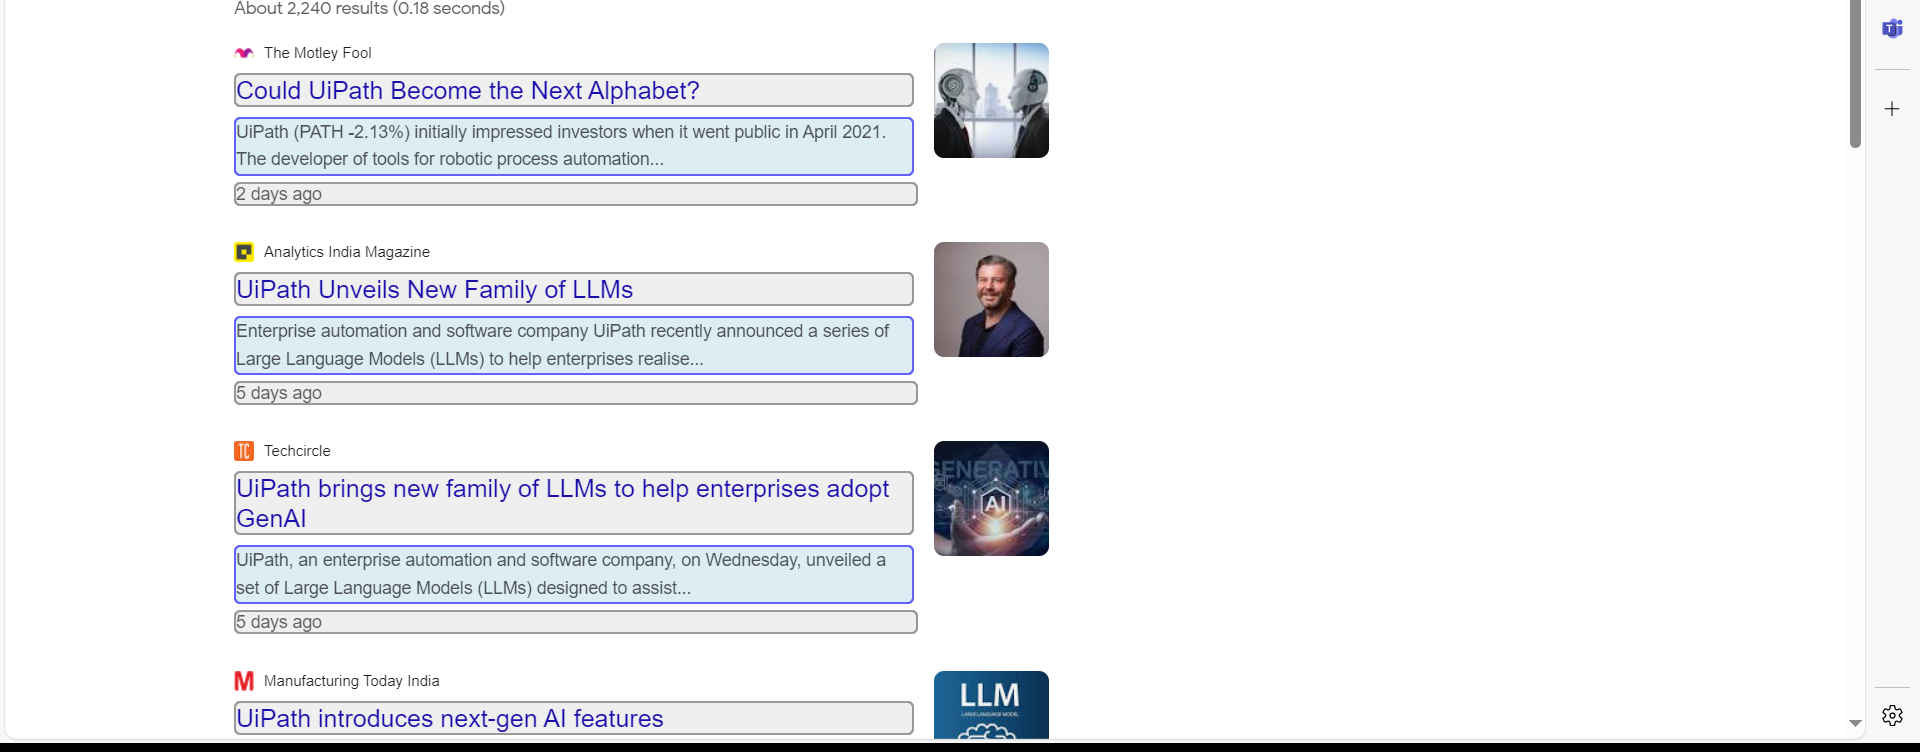 About 2,240 results (0.18 seconds)
The Motley Fool
Could UiPath Become the Next Alphabet?
UiPath (PATH -2.13%) initially impressed investors when it went public in April 2021.
The developer of tools for robotic process automation...
2 days ago
Analytics India Magazine
UiPath Unveils New Family of LLMs
Enterprise automation and software company UiPath recently announced a series of
Large Language Models (LLMs) to help enterprises realise...
5 days ago
TC
Techcircle
UiPath brings new family of LLMs to help enterprises adopt
GenAI
GENERATIV
AI
UiPath, an enterprise automation and software company, on Wednesday, unveiled a
set of Large Language Models (LLMs) designed to assist...
5 days ago
M
Manufacturing Today India
UiPath introduces next-gen AI features
LLM
LARGE LANGUAGE MODEL